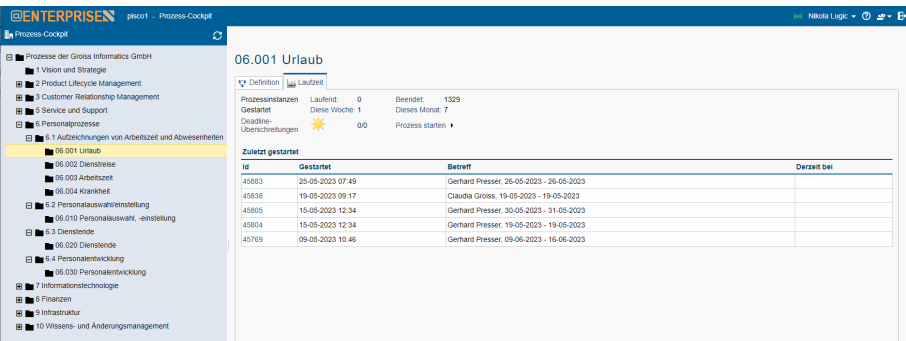 @ENTERPRISE pisco1 - Prozess-Cockpit Nikola Lugic
Prozess-Cockpit
Prozesse der Groiss Informatics GmbH
1 Vision und Strategie
2 Product Lifecycle Management
3 Customer Relationship Management
5 Service und Support
6 Personalprozesse
6.1 Aufzeichnungen von Arbeitszeit und Abwesenheiten
06.001 Urlaub
06.002 Dienstreise
06.003 Arbeitszeit
06.004 Krankheit
6.2 Personalauswahl/einstellung
06.010 Personalauswahl, -einstellung
6.3 Dienstende
06.020 Dienstende
6.4 Personalentwicklung
06.030 Personalentwicklung
7 Informationstechnologie
8 Finanzen
9 Infrastruktur
10 Wissens- und Änderungsmanagement
06.001 Urlaub
Definition Laufzeit
Prozessinstanzen Laufend: 0 Beendet: 1329
Gestartet Diese Woche: 1 Dieses Monat: 7
Deadline-
Überschreitungen 0/0 Prozess starten
Zuletzt gestartet
Id Gestartet Betreff Derzeit bei
45883 25-05-2023 07:49 Gerhard Presser, 26-05-2023 - 26-05-2023
45838 19-05-2023 09:17 Claudia Groiss, 19-05-2023 - 19-05-2023
45805 15-05-2023 12:34 Gerhard Presser, 30-05-2023 - 31-05-2023
45804 15-05-2023 12:34 Gerhard Presser, 19-05-2023 - 19-05-2023
45769 09-05-2023 10:46 Gerhard Presser, 09-06-2023 - 16-06-2023